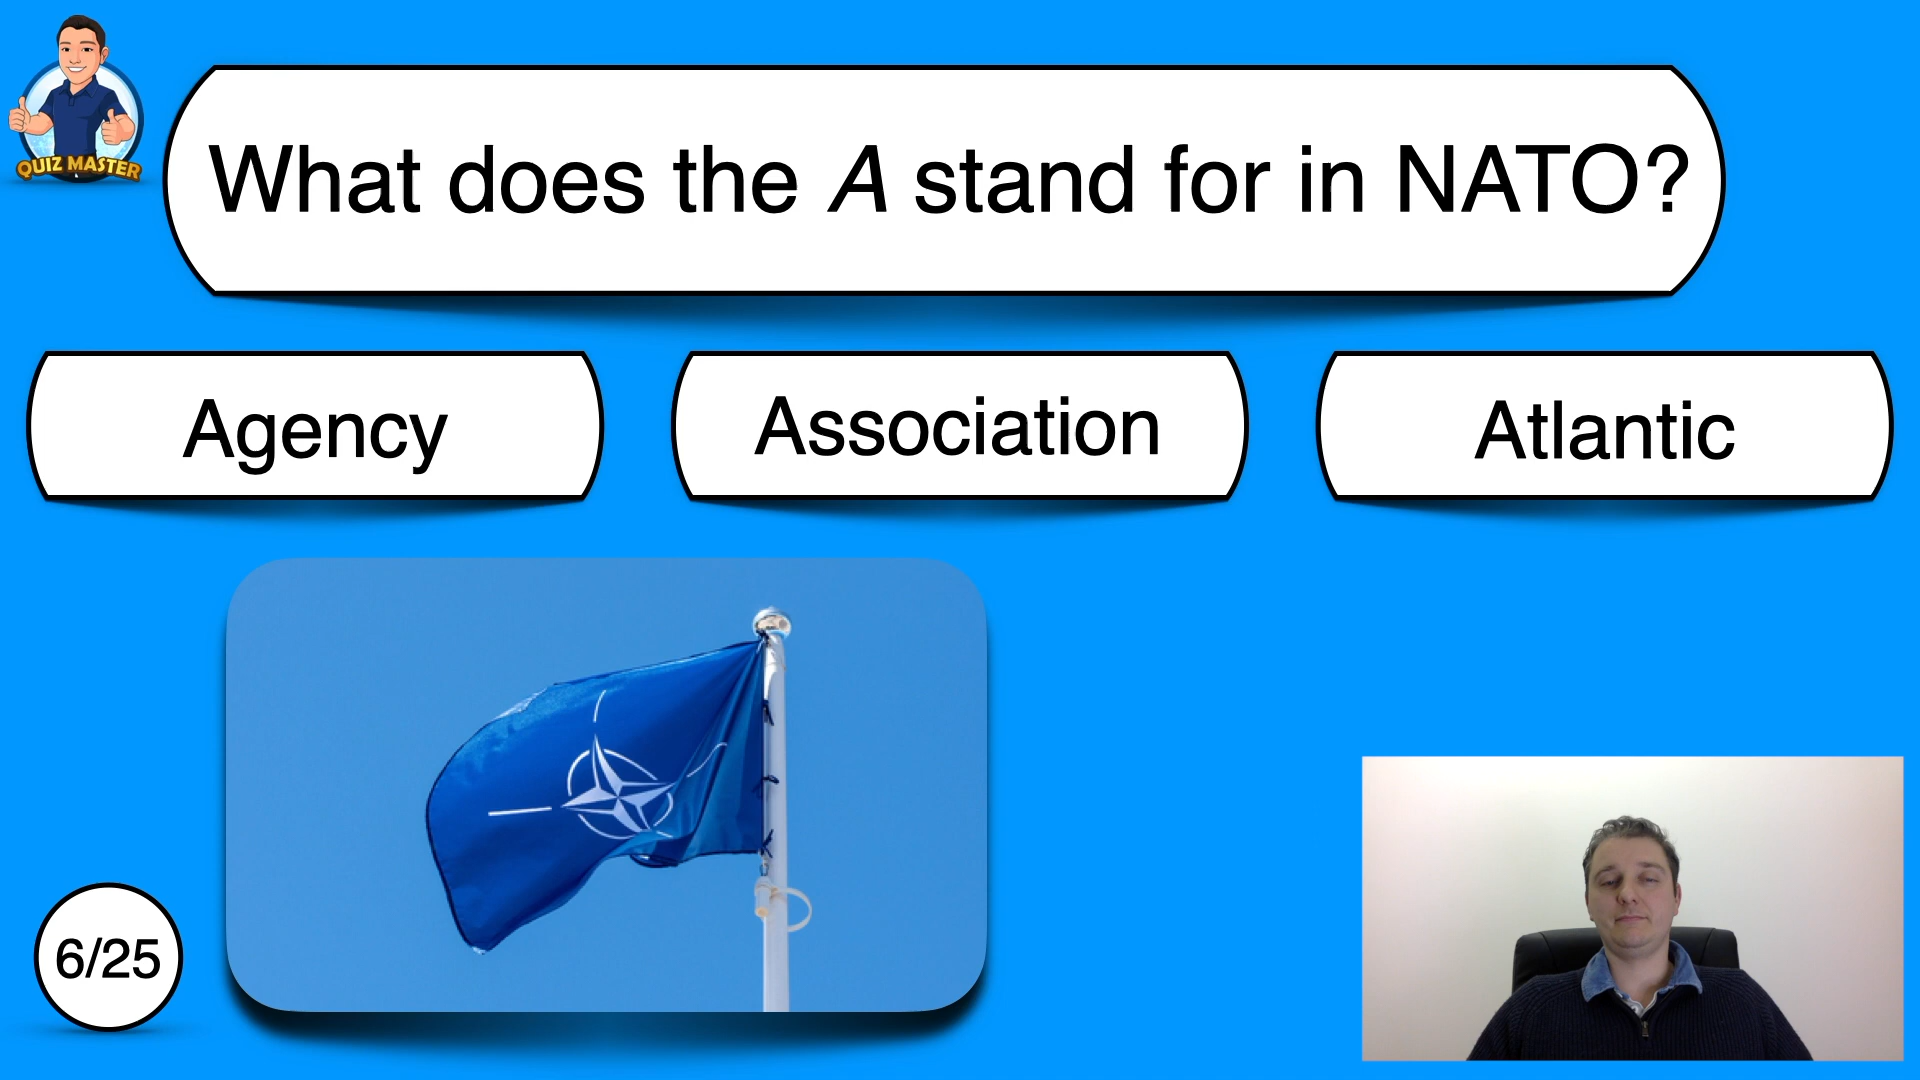 QUIZ MASTER
What does the A stand for in NATO?
Agency
Association
Atlantic
6/25